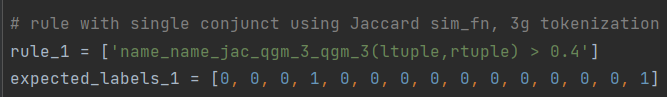 # rule with single conjunct using Jaccard sim_fn, 3g tokenization
rule_1 = ['name_name_jac_qgm_3_qgm_3(ltuple,rtuple) > 0.4']
expected_labels_1 = [0, 0, 0, 1, 0, 0, 0, 0, 0, 0, 0, 0, 0, 0, 1]